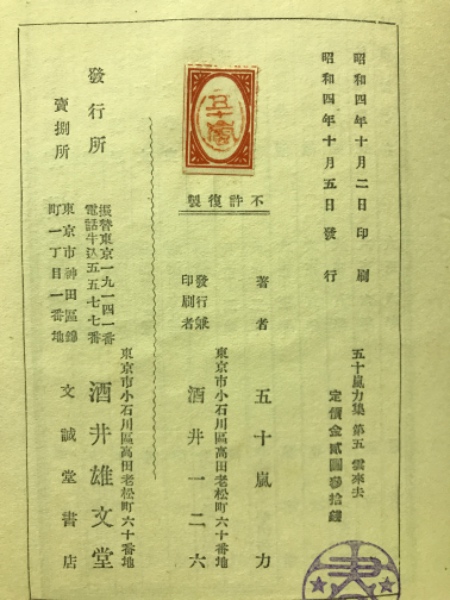 昭和四年十月二日印刷
昭和四年十月五日發行
五十嵐力集 第五 雲來去
定價金貳圓參拾錢
不許復製
五十嵐
著者 五十嵐力
東京市小石川區高田老松町六十番地
發行兼印刷者 酒井一二六
東京市小石川區高田老松町六十番地
發行所 酒井雄文堂
振替東京一九一四一番
電話牛込五五七七番
東京市神田區錦町一丁目一番地
賣捌所 文誠堂書店